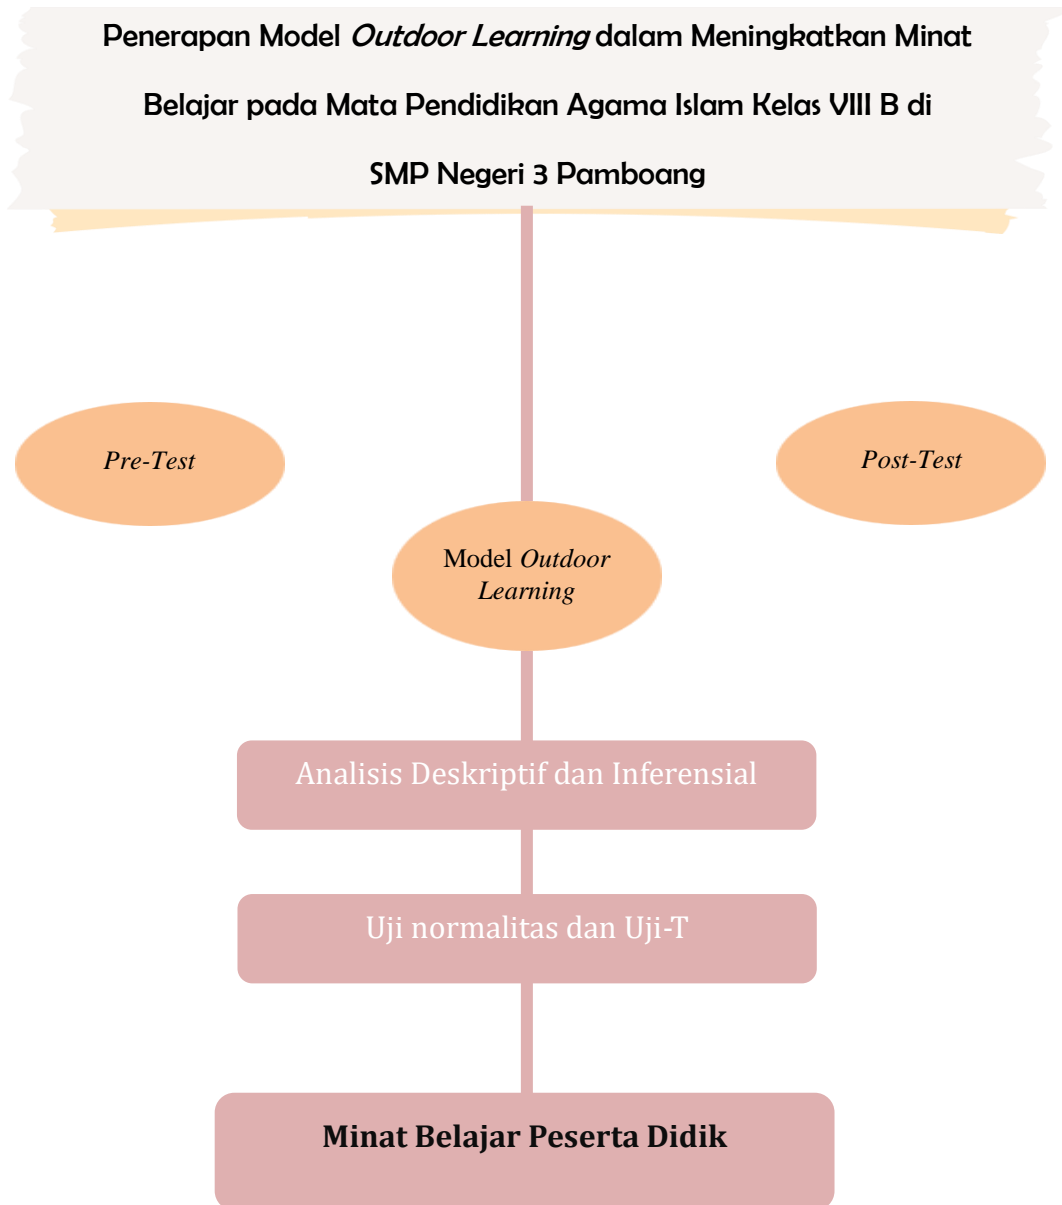 Penerapan Model Outdoor Learning dalam Meningkatkan Minat
Belajar pada Mata Pendidikan Agama Islam Kelas VIII B di
SMP Negeri 3 Pamboang
Pre-Test
Post-Test
Model Outdoor
Learning
Analisis Deskriptif dan Inferensial
Uji normalitas dan Uji-T
Minat Belajar Peserta Didik